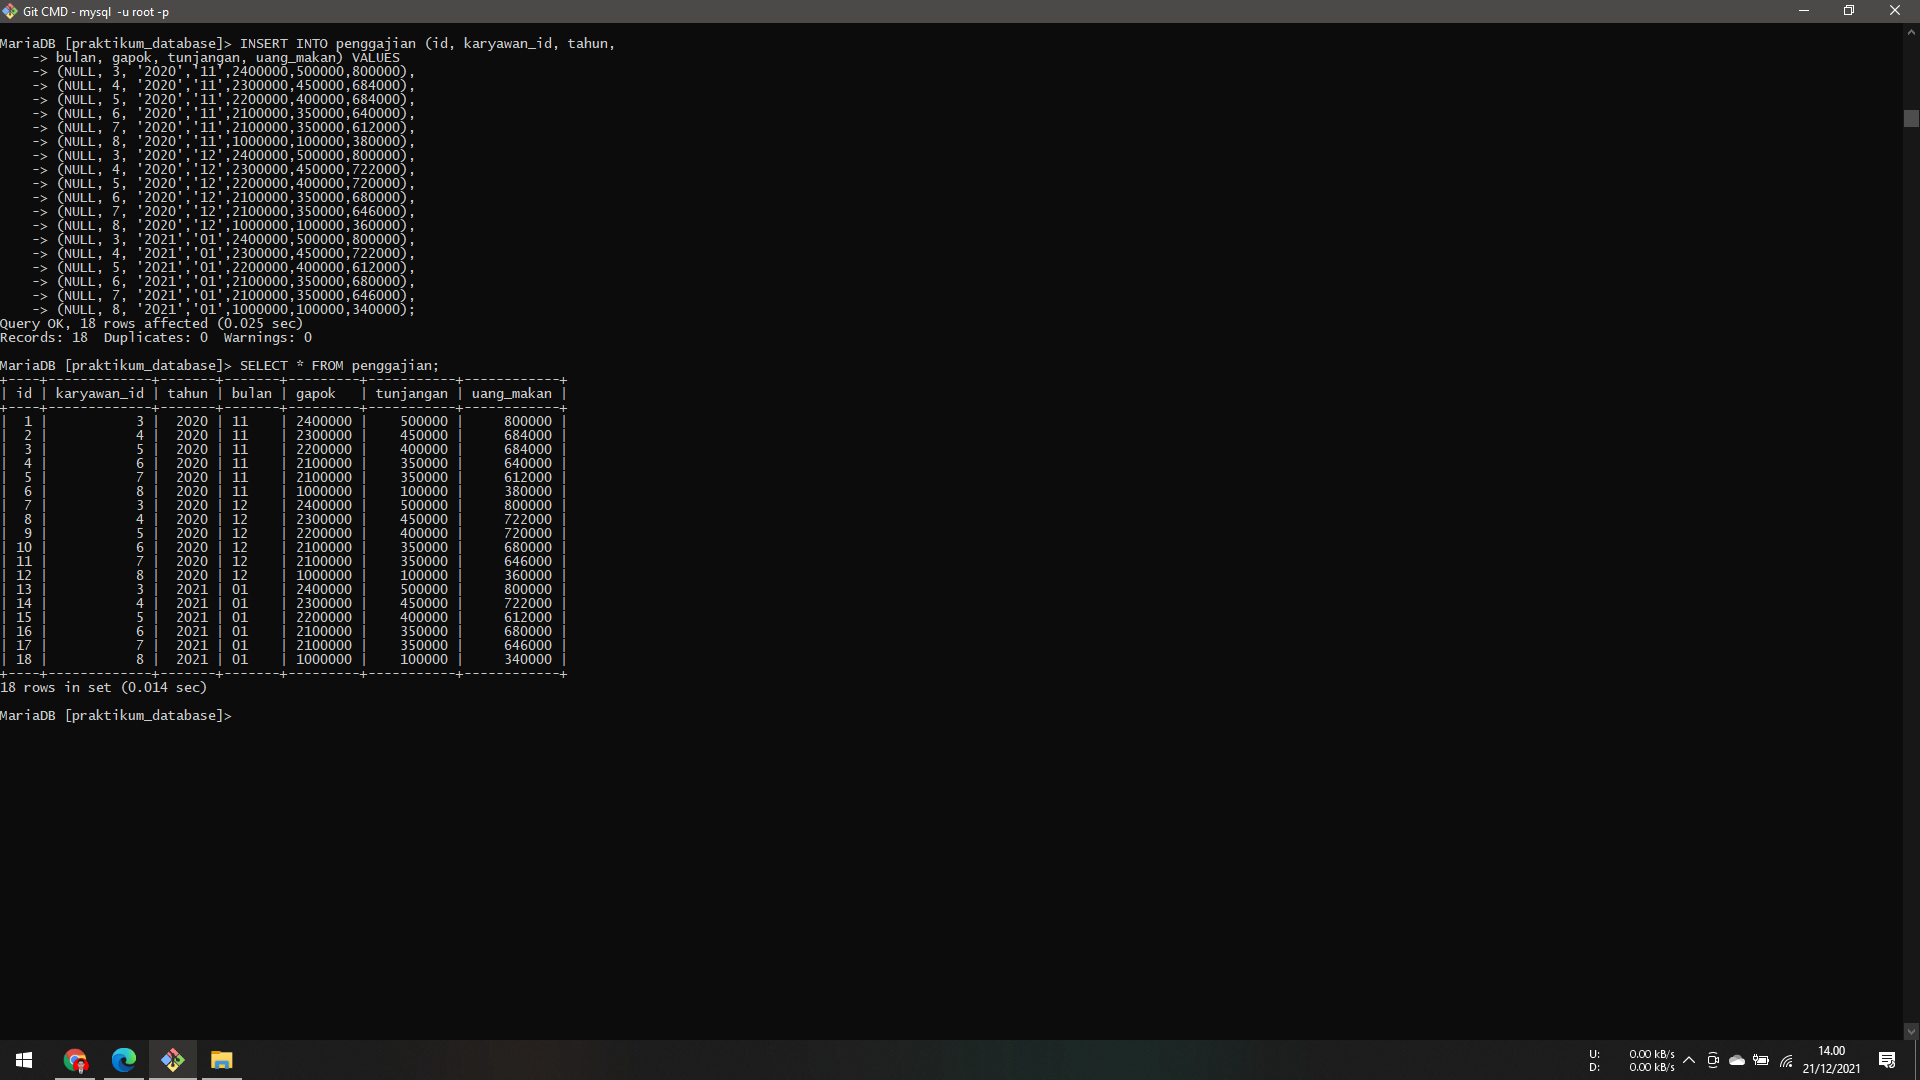 Git CMD - mysql  -u root -p
MariaDB [praktikum_database]> INSERT INTO penggajian (id, karyawan_id, tahun,
    -> bulan, gapok, tunjangan, uang_makan) VALUES
    -> (NULL, 3, '2020','11',2400000,500000,800000),
    -> (NULL, 4, '2020','11',2300000,450000,684000),
    -> (NULL, 5, '2020','11',2200000,400000,684000),
    -> (NULL, 6, '2020','11',2100000,350000,640000),
    -> (NULL, 7, '2020','11',2100000,350000,612000),
    -> (NULL, 8, '2020','11',1000000,100000,380000),
    -> (NULL, 3, '2020','12',2400000,500000,800000),
    -> (NULL, 4, '2020','12',2300000,450000,722000),
    -> (NULL, 5, '2020','12',2200000,400000,720000),
    -> (NULL, 6, '2020','12',2100000,350000,680000),
    -> (NULL, 7, '2020','12',2100000,350000,646000),
    -> (NULL, 8, '2020','12',1000000,100000,360000),
    -> (NULL, 3, '2021','01',2400000,500000,800000),
    -> (NULL, 4, '2021','01',2300000,450000,722000),
    -> (NULL, 5, '2021','01',2200000,400000,612000),
    -> (NULL, 6, '2021','01',2100000,350000,680000),
    -> (NULL, 7, '2021','01',2100000,350000,646000),
    -> (NULL, 8, '2021','01',1000000,100000,340000);
Query OK, 18 rows affected (0.025 sec)
Records: 18  Duplicates: 0  Warnings: 0
MariaDB [praktikum_database]> SELECT * FROM penggajian;
+----+-------------+-------+-------+---------+-----------+------------+
| id | karyawan_id | tahun | bulan | gapok   | tunjangan | uang_makan |
+----+-------------+-------+-------+---------+-----------+------------+
|  1 |           3 |  2020 | 11    | 2400000 |    500000 |     800000 |
|  2 |           4 |  2020 | 11    | 2300000 |    450000 |     684000 |
|  3 |           5 |  2020 | 11    | 2200000 |    400000 |     684000 |
|  4 |           6 |  2020 | 11    | 2100000 |    350000 |     640000 |
|  5 |           7 |  2020 | 11    | 2100000 |    350000 |     612000 |
|  6 |           8 |  2020 | 11    | 1000000 |    100000 |     380000 |
|  7 |           3 |  2020 | 12    | 2400000 |    500000 |     800000 |
|  8 |           4 |  2020 | 12    | 2300000 |    450000 |     722000 |
|  9 |           5 |  2020 | 12    | 2200000 |    400000 |     720000 |
| 10 |           6 |  2020 | 12    | 2100000 |    350000 |     680000 |
| 11 |           7 |  2020 | 12    | 2100000 |    350000 |     646000 |
| 12 |           8 |  2020 | 12    | 1000000 |    100000 |     360000 |
| 13 |           3 |  2021 | 01    | 2400000 |    500000 |     800000 |
| 14 |           4 |  2021 | 01    | 2300000 |    450000 |     722000 |
| 15 |           5 |  2021 | 01    | 2200000 |    400000 |     612000 |
| 16 |           6 |  2021 | 01    | 2100000 |    350000 |     680000 |
| 17 |           7 |  2021 | 01    | 2100000 |    350000 |     646000 |
| 18 |           8 |  2021 | 01    | 1000000 |    100000 |     340000 |
+----+-------------+-------+-------+---------+-----------+------------+
18 rows in set (0.014 sec)
MariaDB [praktikum_database]>
U: 0.00 kB/s
D: 0.00 kB/s
14.00
21/12/2021